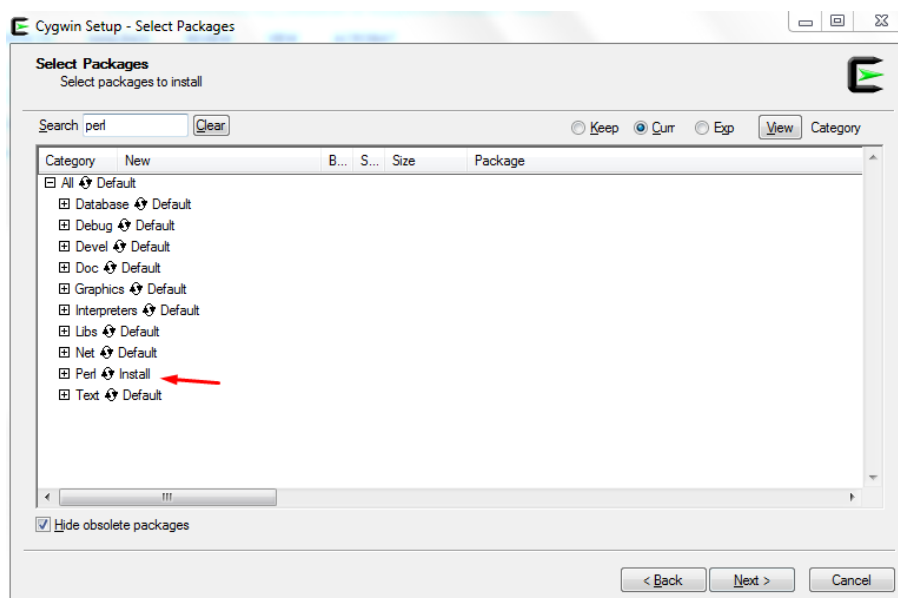 Cygwin Setup - Select Packages
Select Packages
Select packages to install
Search perl Clear Keep Curr Exp View Category
Category New B... S... Size Package
All Default
Database Default
Debug Default
Devel Default
Doc Default
Graphics Default
Interpreters Default
Libs Default
Net Default
Perl Install
Text Default
Hide obsolete packages
< Back Next > Cancel